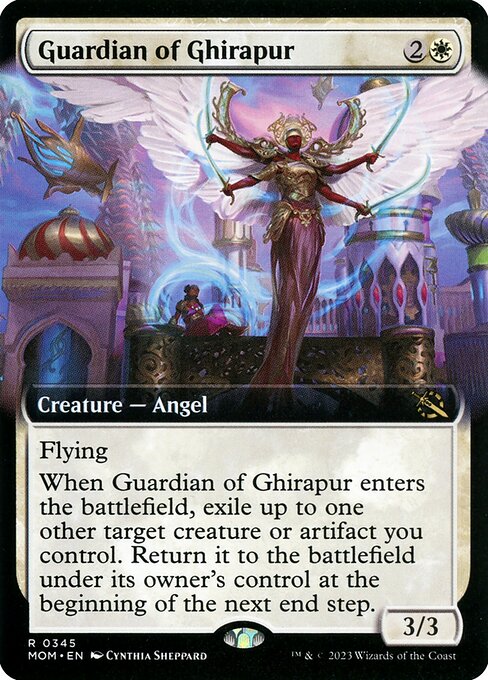 Guardian of Ghirapur 2
Creature — Angel
Flying
When Guardian of Ghirapur enters
the battlefield, exile up to one
other target creature or artifact you
control. Return it to the battlefield
under its owner's control at the
beginning of the next end step.
3/3
R 0345
MOM • EN Cynthia Sheppard
™ & © 2023 Wizards of the Coast